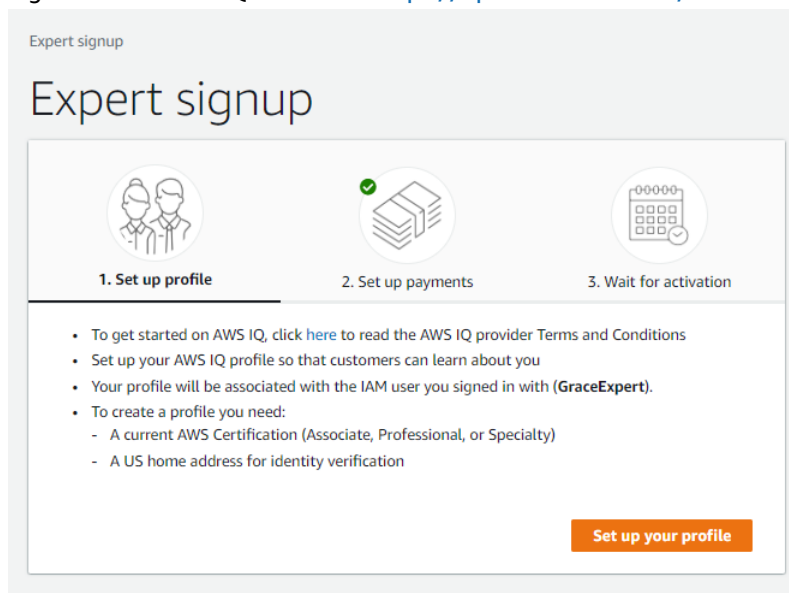 Expert signup
Expert signup
1. Set up profile
2. Set up payments
3. Wait for activation
• To get started on AWS IQ, click here to read the AWS IQ provider Terms and Conditions
• Set up your AWS IQ profile so that customers can learn about you
• Your profile will be associated with the IAM user you signed in with (GraceExpert).
• To create a profile you need:
- A current AWS Certification (Associate, Professional, or Specialty)
- A US home address for identity verification
Set up your profile